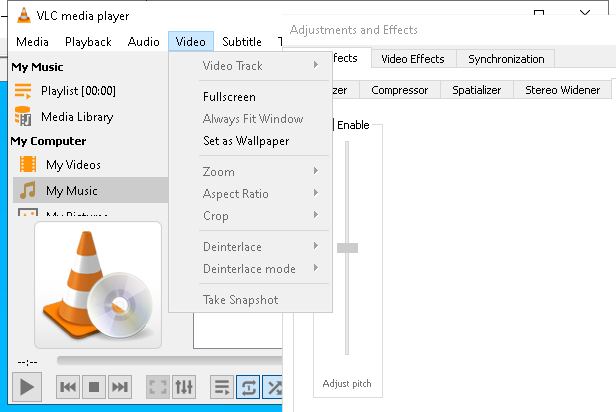 VLC media player
Media Playback Audio Video Subtitle
My Music
Playlist [00:00]
Media Library
My Computer
My Videos
My Music
My Pictures
--:--
Video Track
Fullscreen
Always Fit Window
Set as Wallpaper
Zoom
Aspect Ratio
Crop
Deinterlace
Deinterlace mode
Take Snapshot
Adjustments and Effects
Video Effects Synchronization
Compressor Spatializer Stereo Widener
Enable
Adjust pitch